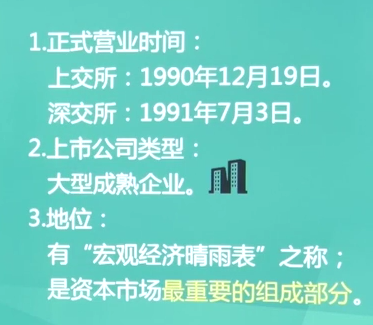 1.正式营业时间：
上交所：1990年12月19日。
深交所：1991年7月3日。
2.上市公司类型：
大型成熟企业。
3.地位：
有“宏观经济晴雨表”之称；
是资本市场最重要的组成部分。